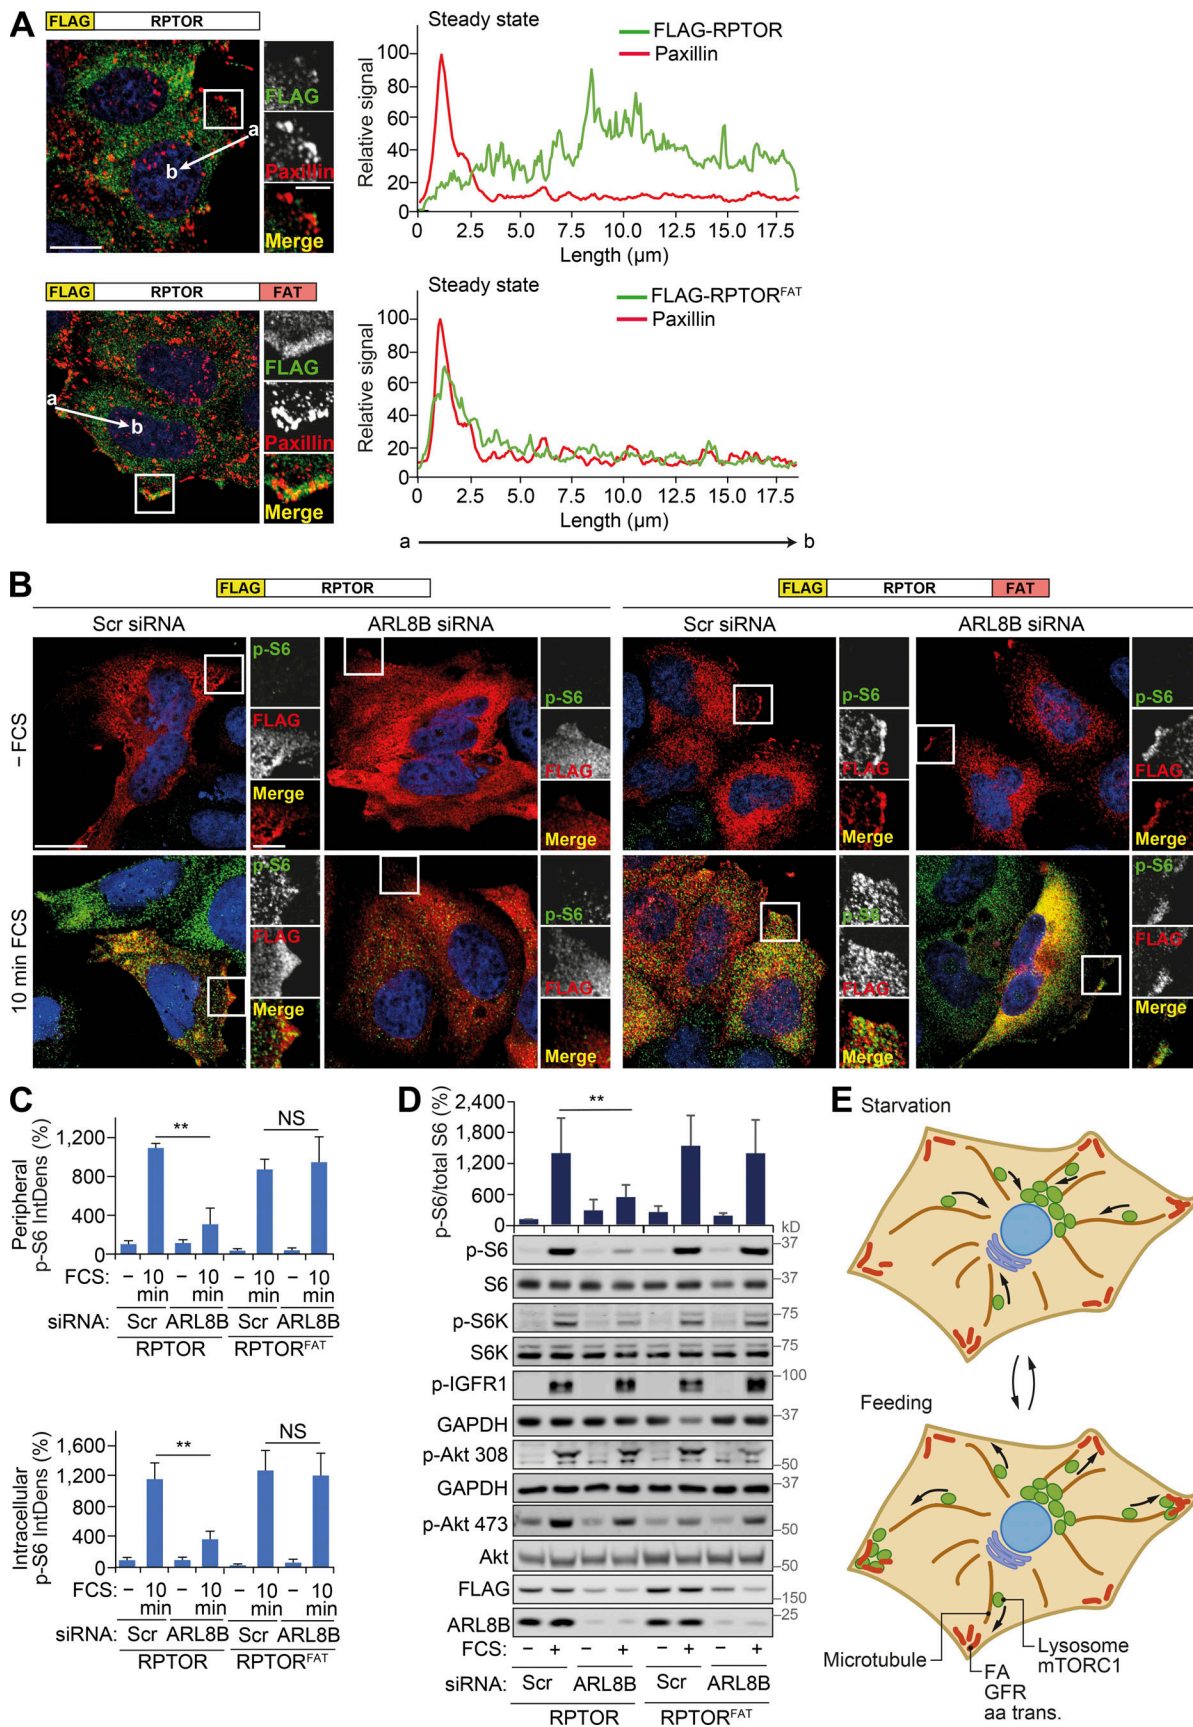 A
FLAG RPTOR
FLAG
Paxillin
Merge
a
b
Steady state
FLAG-RPTOR
Paxillin
Relative signal
100
80
60
40
20
0
0 2.5 5.0 7.5 10.0 12.5 15.0 17.5
Length (µm)
FLAG RPTOR FAT
FLAG
Paxillin
Merge
a
b
Steady state
FLAG-RPTOR^FAT
Paxillin
Relative signal
100
80
60
40
20
0
0 2.5 5.0 7.5 10.0 12.5 15.0 17.5
Length (µm)
a b
B
FLAG RPTOR
FLAG RPTOR FAT
Scr siRNA ARL8B siRNA Scr siRNA ARL8B siRNA
– FCS
p-S6
FLAG
Merge
p-S6
FLAG
Merge
p-S6
FLAG
Merge
p-S6
FLAG
Merge
10 min FCS
p-S6
FLAG
Merge
p-S6
FLAG
Merge
p-S6
FLAG
Merge
p-S6
FLAG
Merge
C
Peripheral
p-S6 IntDens (%)
1,200
800
400
0
** NS
FCS: – 10 min – 10 min – 10 min – 10 min
siRNA: Scr ARL8B Scr ARL8B
RPTOR RPTOR^FAT
Intracellular
p-S6 IntDens (%)
1,600
1,200
800
400
0
** NS
FCS: – 10 min – 10 min – 10 min – 10 min
siRNA: Scr ARL8B Scr ARL8B
RPTOR RPTOR^FAT
D
p-S6/total S6 (%)
2,400
1,800
1,200
600
0
**
kD
p-S6 37
S6 37
p-S6K 75
S6K 75
p-IGFR1 100
GAPDH 37
p-Akt 308 50
GAPDH 37
p-Akt 473 50
Akt 50
FLAG 150
ARL8B 25
FCS: – + – + – + – +
siRNA: Scr ARL8B Scr ARL8B
RPTOR RPTOR^FAT
E
Starvation
Feeding
Microtubule
FA
GFR
aa trans.
Lysosome
mTORC1